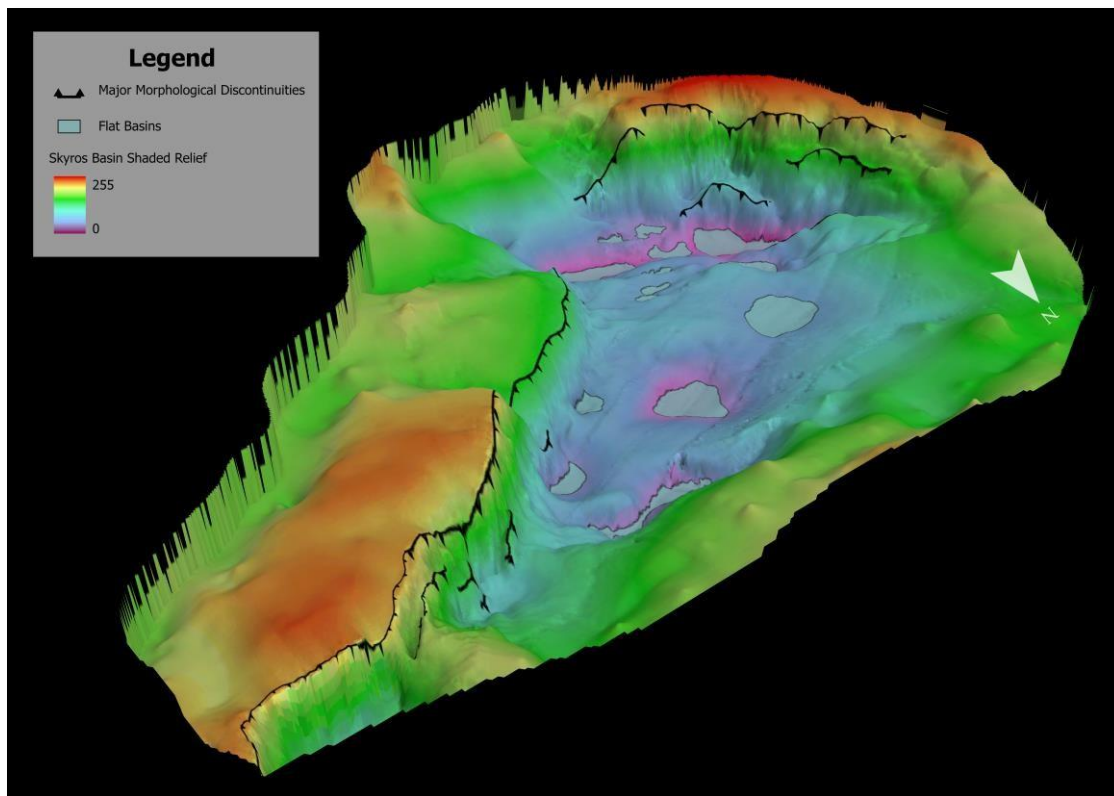 Legend
Major Morphological Discontinuities
Flat Basins
Skyros Basin Shaded Relief
255
0
N